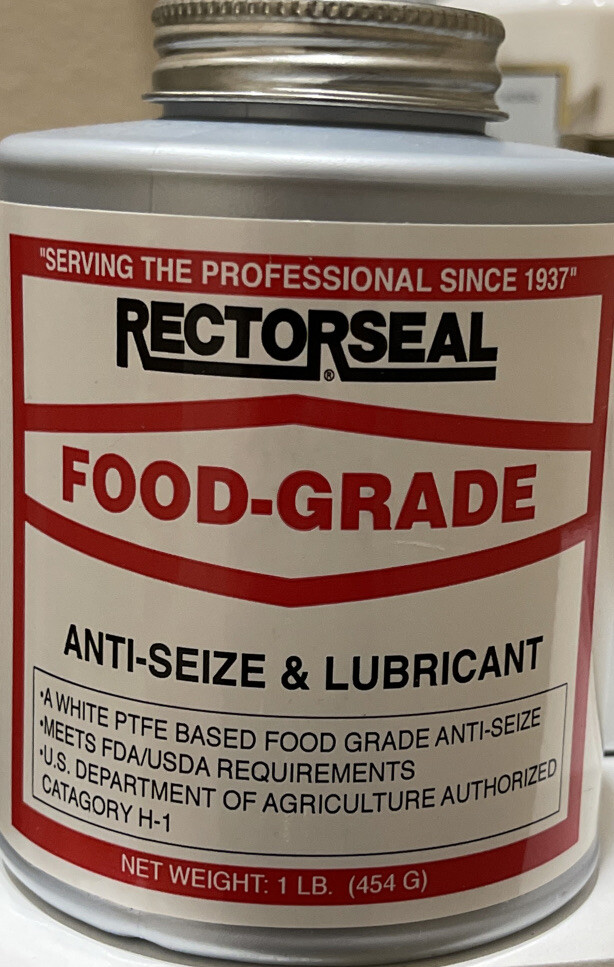 "SERVING THE PROFESSIONAL SINCE 1937"
RECTORSEAL®
FOOD-GRADE
ANTI-SEIZE & LUBRICANT
•A WHITE PTFE BASED FOOD GRADE ANTI-SEIZE
•MEETS FDA/USDA REQUIREMENTS
•U.S. DEPARTMENT OF AGRICULTURE AUTHORIZED
CATAGORY H-1
NET WEIGHT: 1 LB. (454 G)